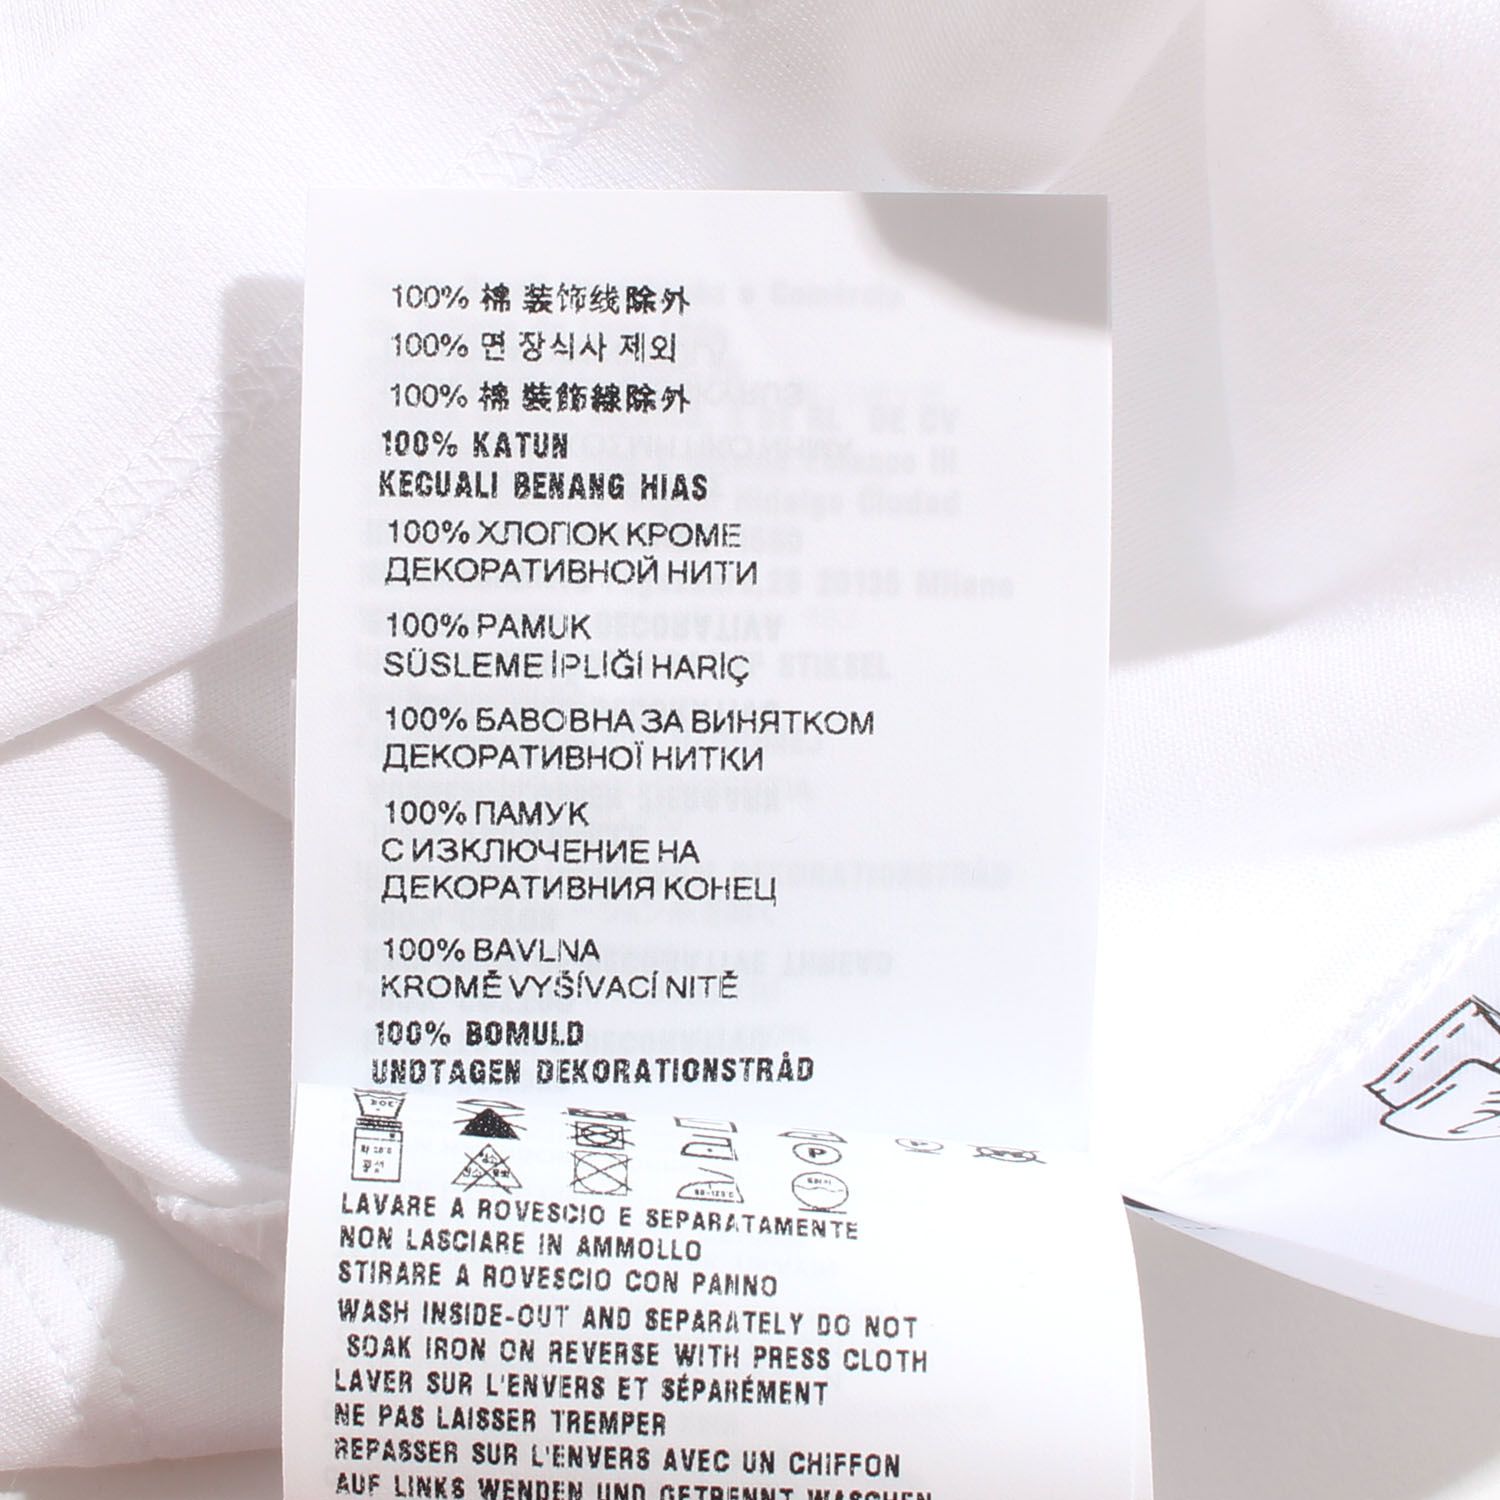 100% 棉 装饰线除外
100% 면 장식사 제외
100% 棉 裝飾線除外
100% KATUN
KECUALI BENANG HIAS
100% ХЛОПОК КРОМЕ
ДЕКОРАТИВНОЙ НИТИ
100% PAMUK
SÜSLEME İPLİĞİ HARİÇ
100% БАВОВНА ЗА ВИНЯТКОМ
ДЕКОРАТИВНОЇ НИТКИ
100% ПАМУК
С ИЗКЛЮЧЕНИЕ НА
ДЕКОРАТИВНИЯ КОНЕЦ
100% BAVLNA
KROMĚ VYŠÍVACÍ NITĚ
100% BOMULD
UNDTAGEN DEKORATIONSTRÅD
LAVARE A ROVESCIO E SEPARATAMENTE
NON LASCIARE IN AMMOLLO
STIRARE A ROVESCIO CON PANNO
WASH INSIDE-OUT AND SEPARATELY DO NOT
SOAK IRON ON REVERSE WITH PRESS CLOTH
LAVER SUR L'ENVERS ET SÉPARÉMENT
NE PAS LAISSER TREMPER
REPASSER SUR L'ENVERS AVEC UN CHIFFON
AUF LINKS WENDEN UND GETRENNT WASCHEN